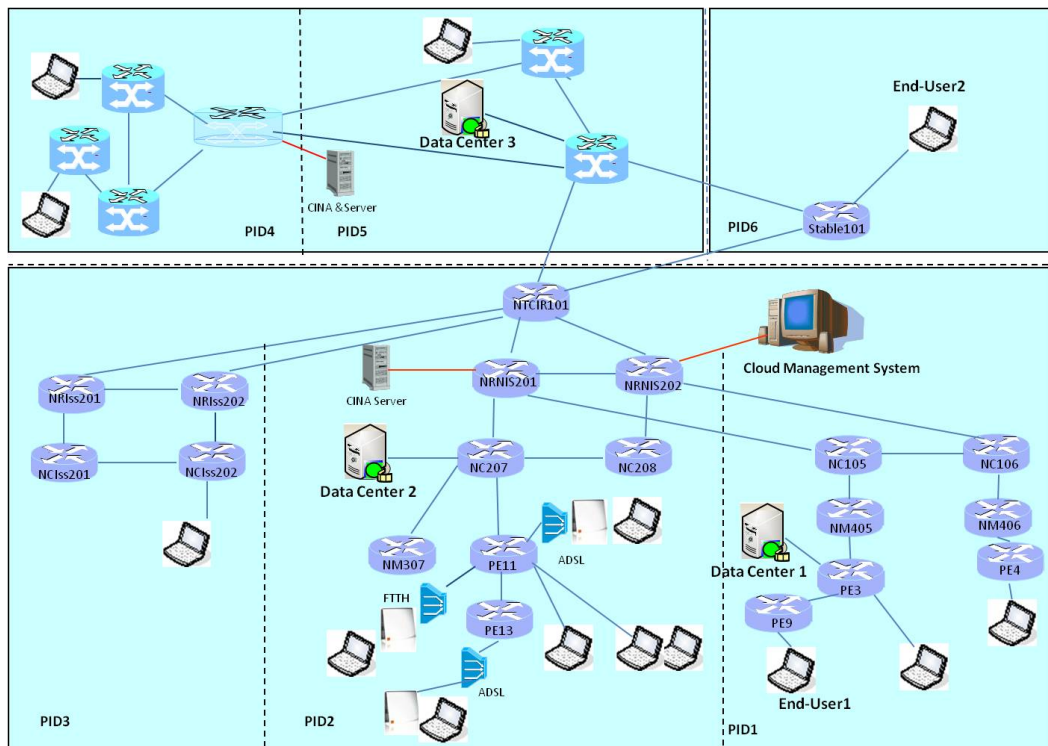 End-User2
Data Center 3
CINA &Server
PID4
PID5
PID6
Stable101
NTCIR101
Cloud Management System
NRIss201
NRIss202
CINA Server
NRNIS201
NRNIS202
NCIss201
NCIss202
Data Center 2
NC207
NC208
NC105
NC106
NM307
PE11
ADSL
NM405
NM406
Data Center 1
PE3
PE4
FTTH
PE13
PE9
ADSL
End-User1
PID3
PID2
PID1